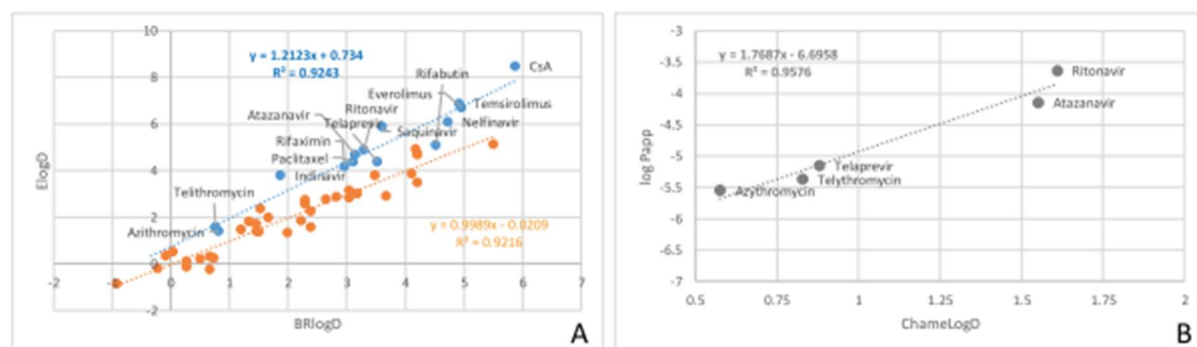 10
8
6
4
2
0
-2
-2
0
1
2
3
4
5
6
7
ElogD
BRlogD
y = 1.2123x + 0.734
R² = 0.9243
CsA
Rifabutin
Everolimus
Temsirolimus
Ritonavir
Atazanavir
Telaprevir
Nelfinavir
Saquinavir
Rifaximin
Paclitaxel
Indinavir
Telithromycin
Azithromycin
y = 0.9989x - 0.0209
R² = 0.9216
A
-3
-3.5
-4
-4.5
-5
-5.5
-6
-6.5
-7
0.5
0.75
1
1.25
1.5
1.75
2
log Papp
ChameLogD
y = 1.7687x - 6.6958
R² = 0.9576
Ritonavir
Atazanavir
Telaprevir
Telythromycin
Azythromycin
B